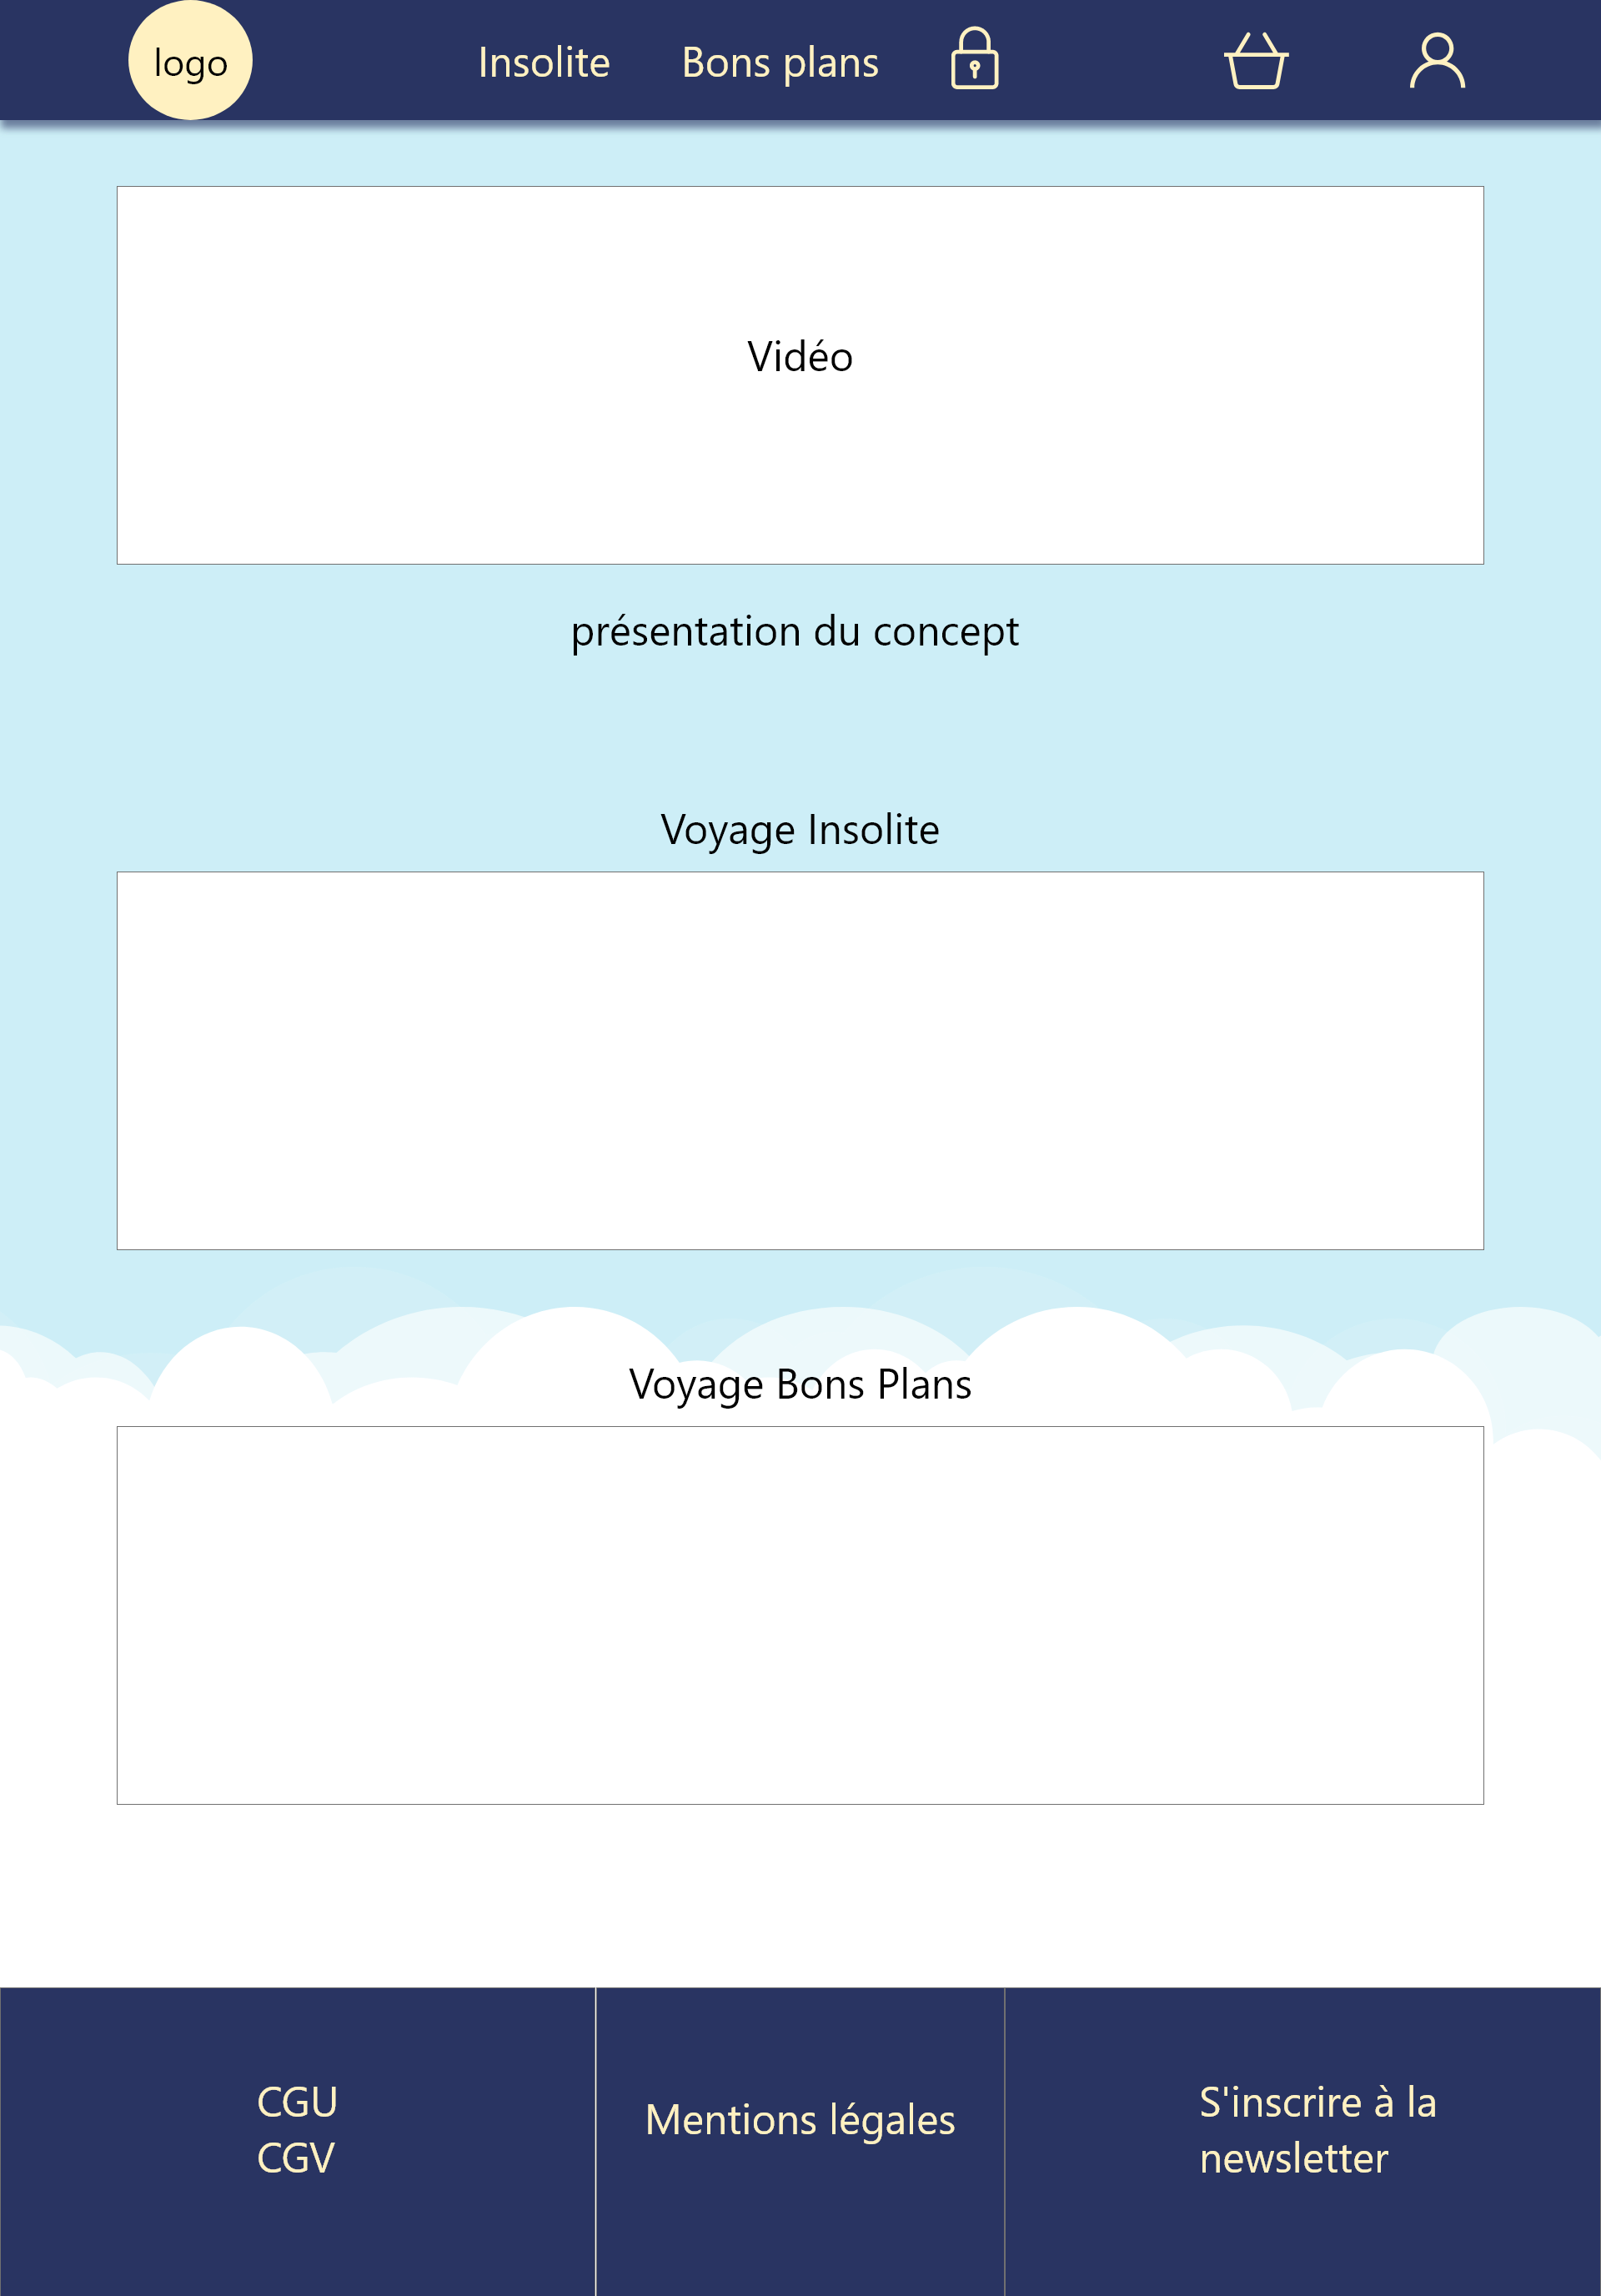 logo
Insolite
Bons plans
Vidéo
présentation du concept
Voyage Insolite
Voyage Bons Plans
CGU
CGV
Mentions légales
S'inscrire à la
newsletter